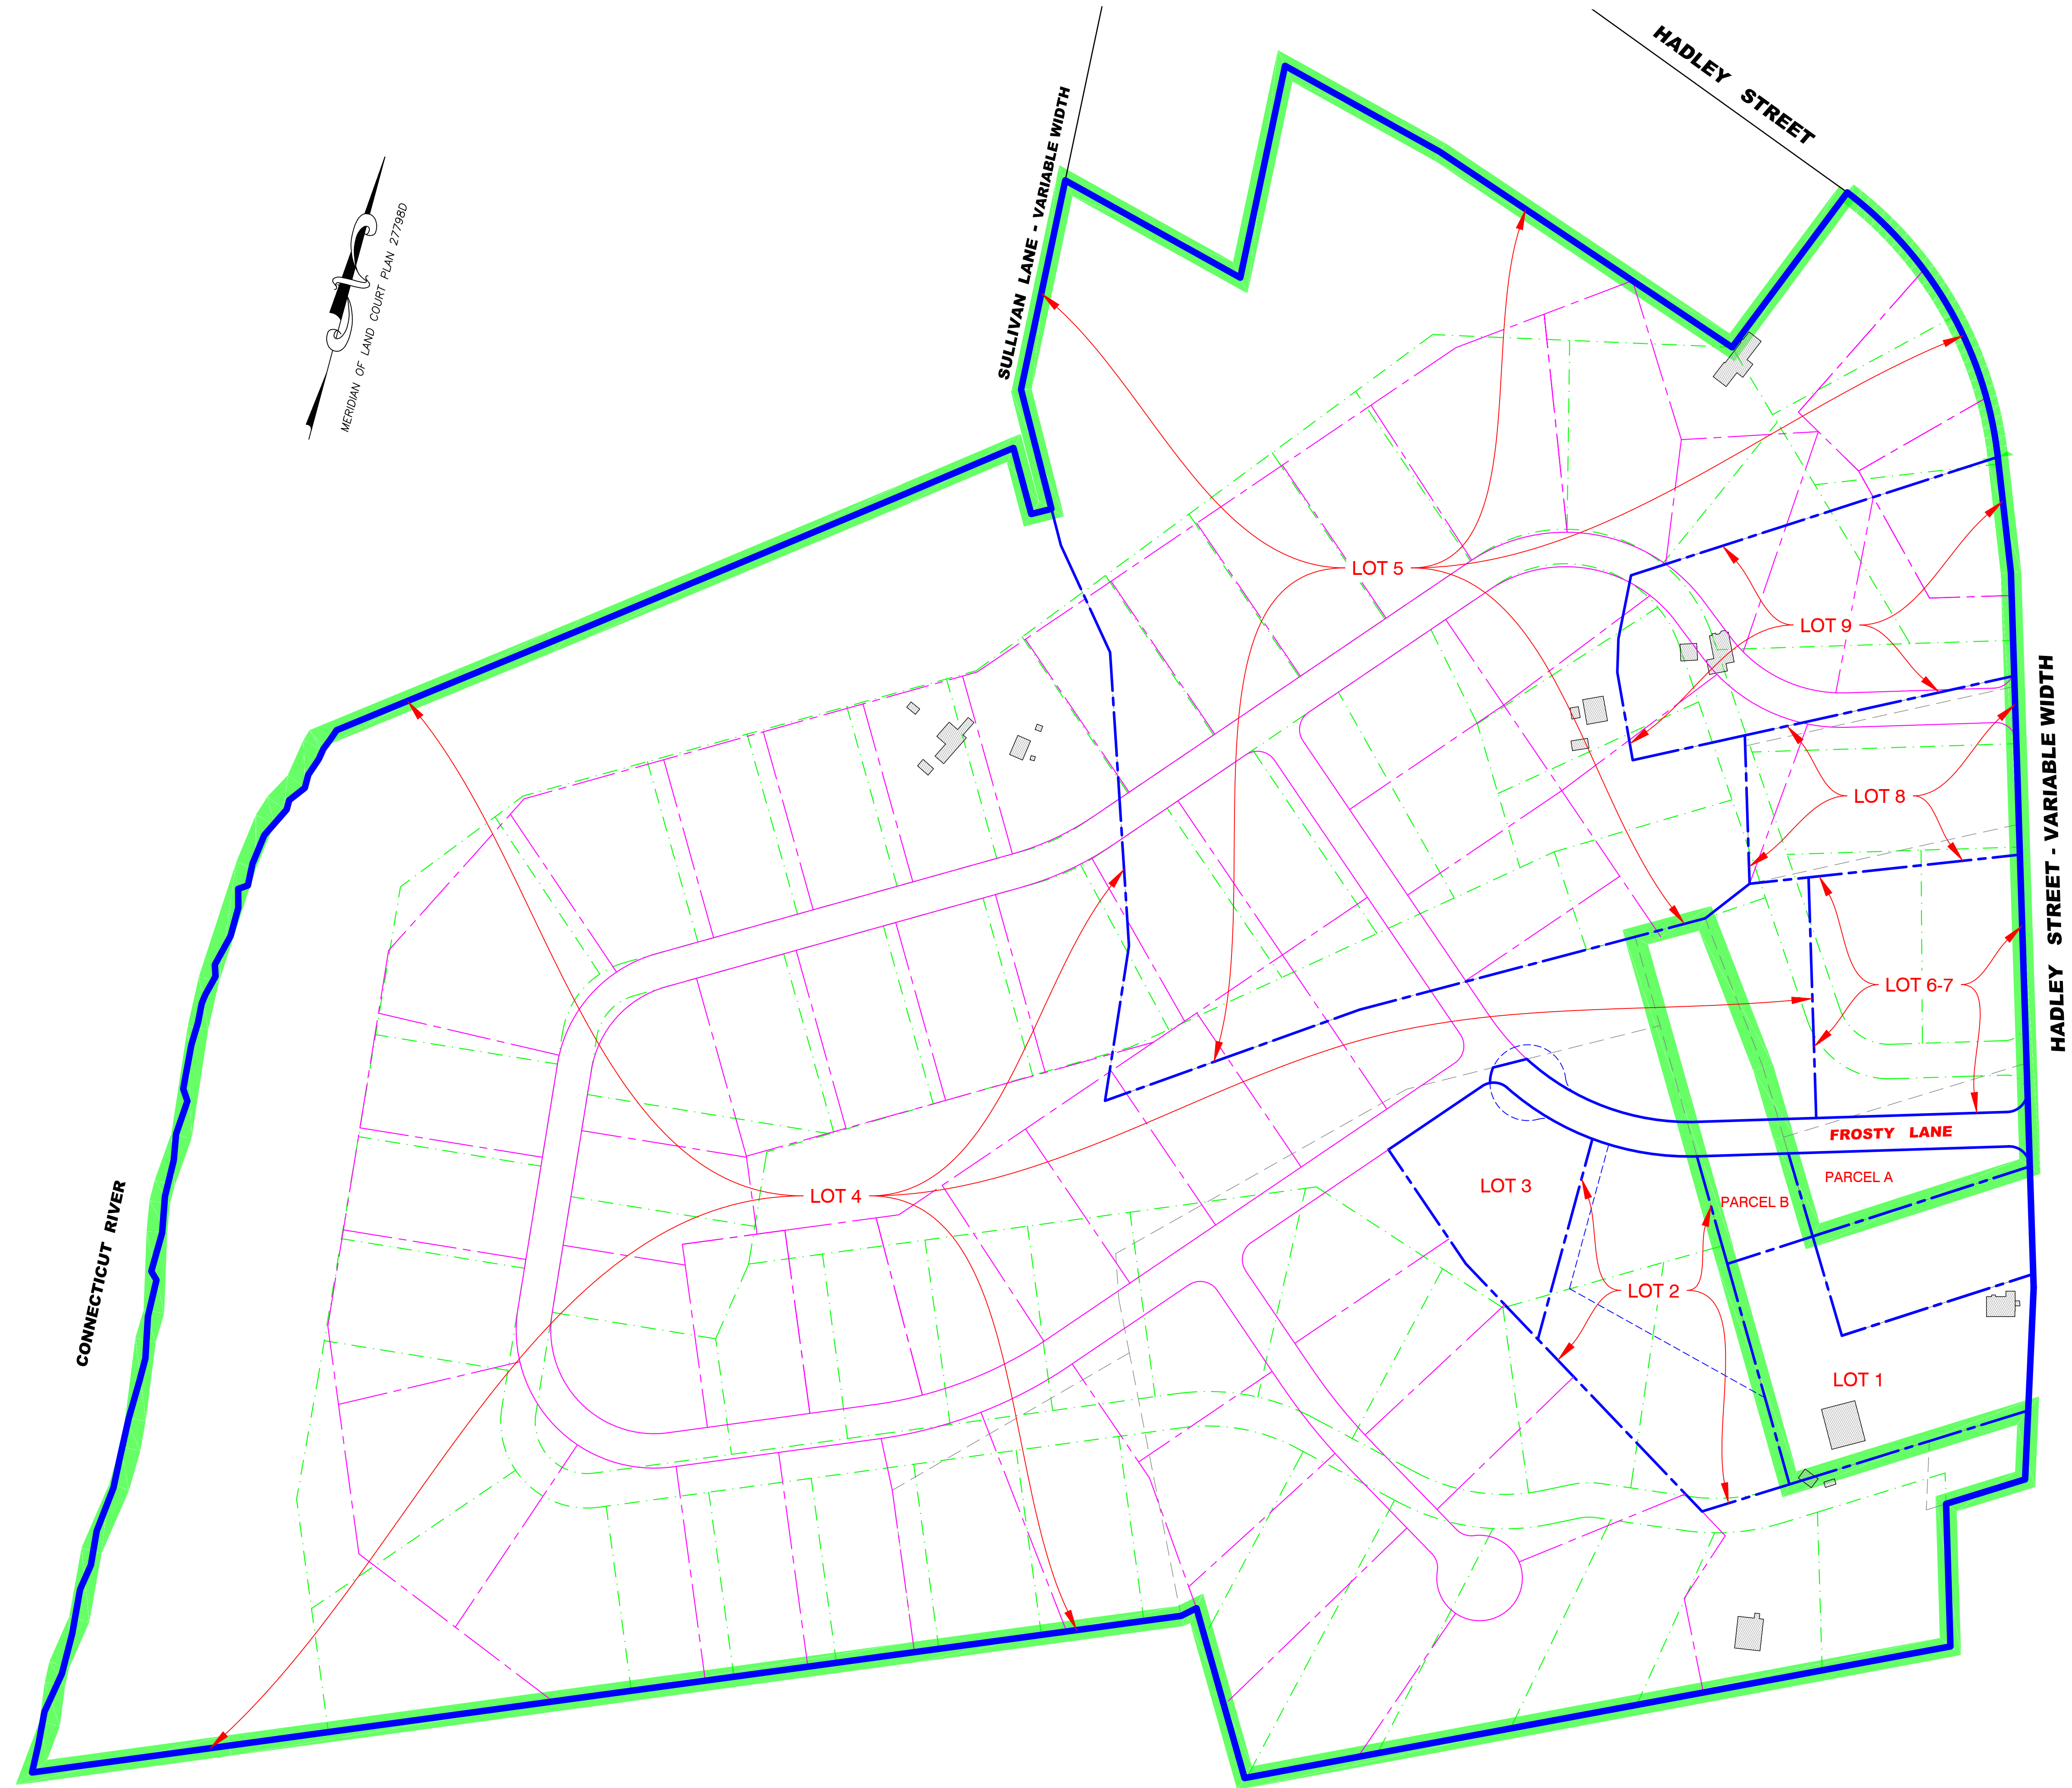 HADLEY STREET
SULLIVAN LANE - VARIABLE WIDTH
MERIDIAN OF LAND COURT PLAN 27798D
LOT 5
LOT 9
HADLEY STREET - VARIABLE WIDTH
LOT 8
LOT 6-7
FROSTY LANE
PARCEL A
LOT 3
LOT 4
PARCEL B
CONNECTICUT RIVER
LOT 2
LOT 1